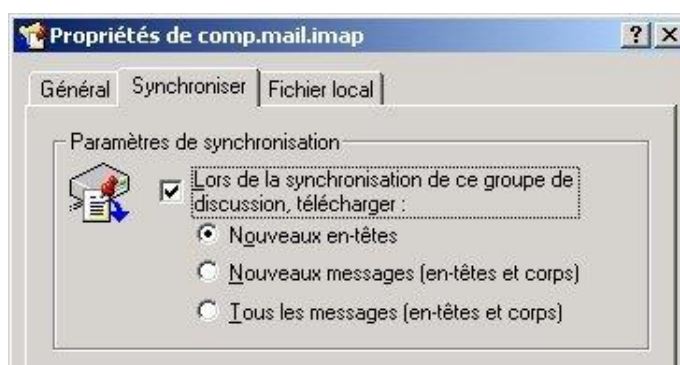 Propriétés de comp.mail.imap
Général Synchroniser Fichier local
Paramètres de synchronisation
Lors de la synchronisation de ce groupe de
discussion, télécharger :
Nouveaux en-têtes
Nouveaux messages (en-têtes et corps)
Tous les messages (en-têtes et corps)